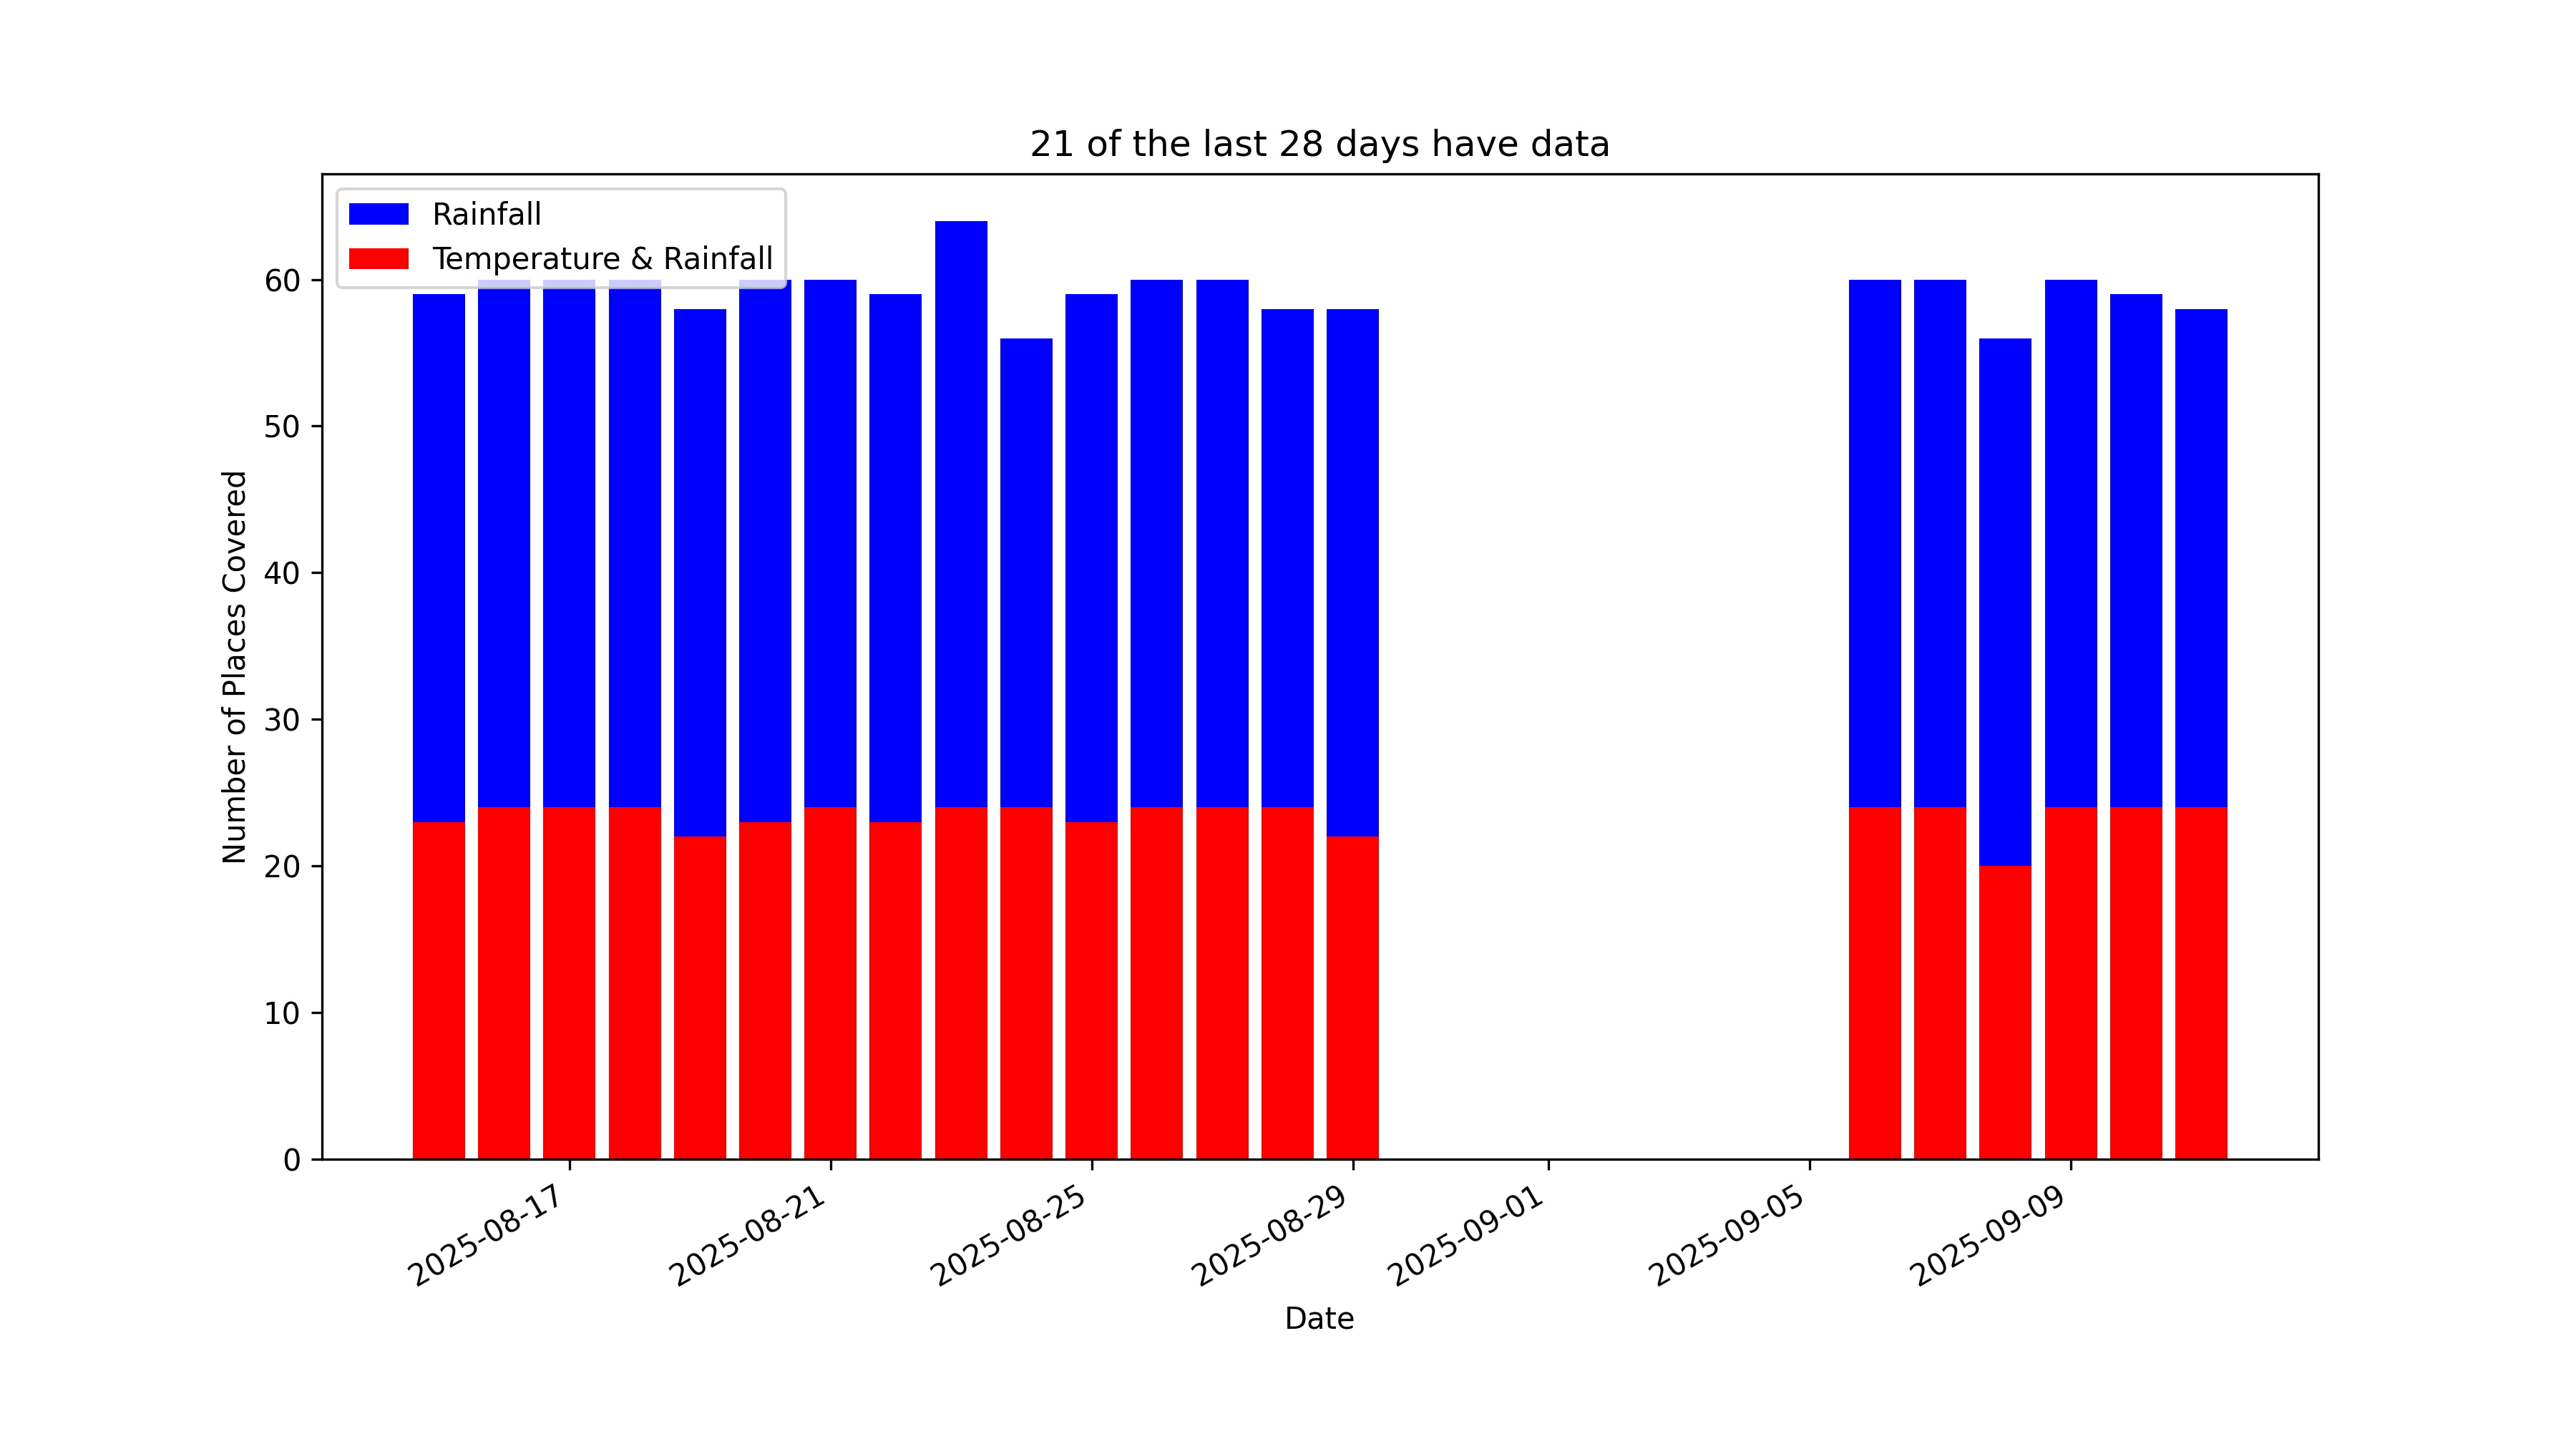 21 of the last 28 days have data
Rainfall
Temperature & Rainfall
Number of Places Covered
60
50
40
30
20
10
0
2025-08-17
2025-08-21
2025-08-25
2025-08-29
2025-09-01
2025-09-05
2025-09-09
Date